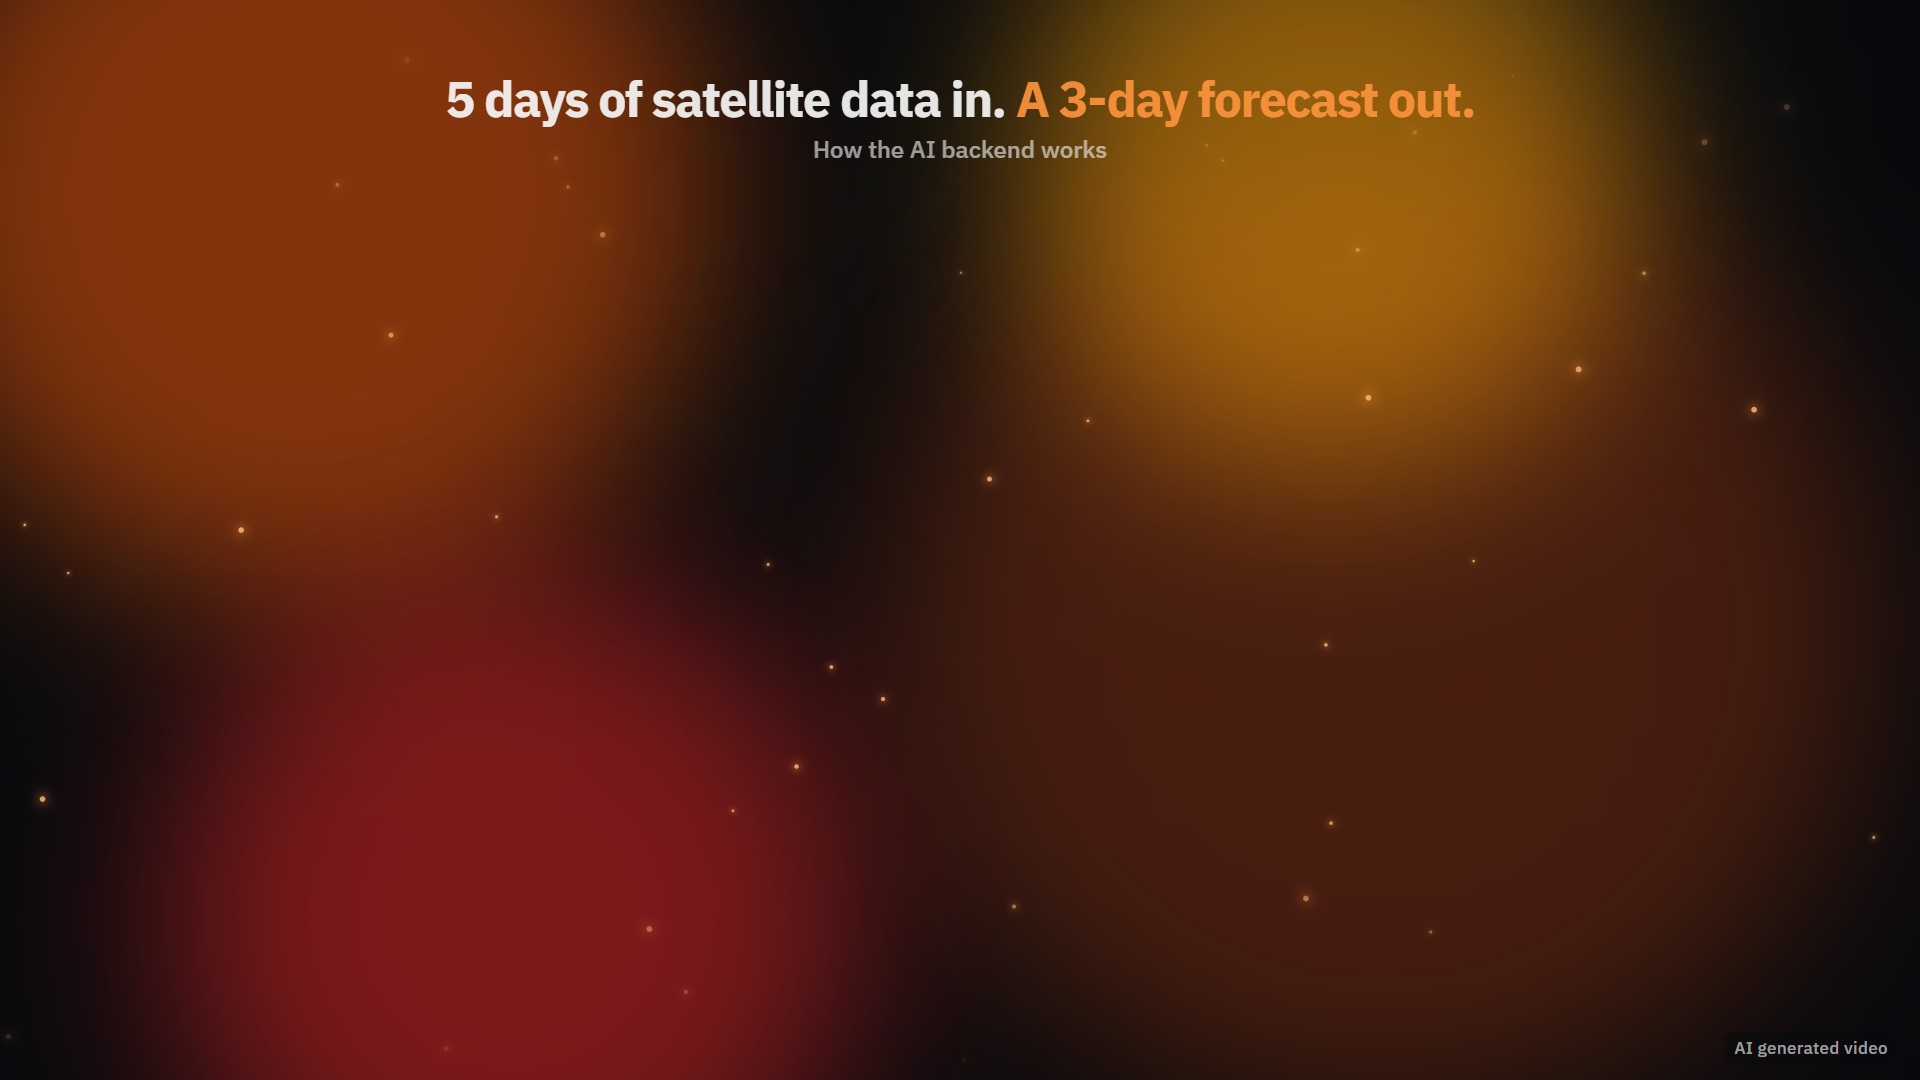 5 days of satellite data in. A 3-day forecast out.
How the AI backend works
AI generated video